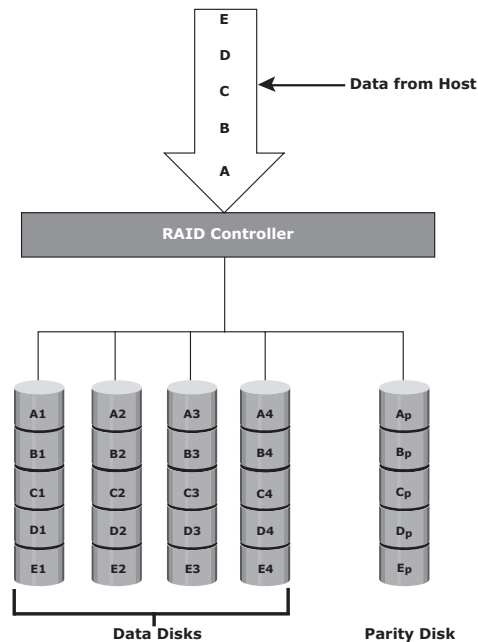 E
D
C
B
A
Data from Host
RAID Controller
A1 A2 A3 A4 Ap
B1 B2 B3 B4 Bp
C1 C2 C3 C4 Cp
D1 D2 D3 D4 Dp
E1 E2 E3 E4 Ep
Data Disks Parity Disk